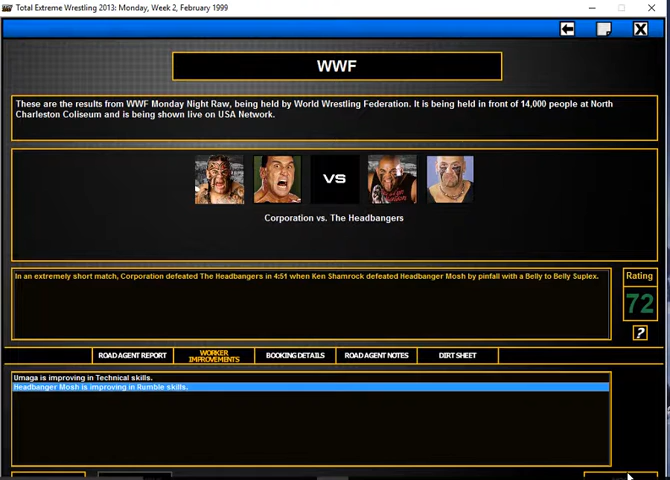 Total Extreme Wrestling 2013: Monday, Week 2, February 1999
WWF
These are the results from WWF Monday Night Raw, being held by World Wrestling Federation. It is being held in front of 14,000 people at North
Charleston Coliseum and is being shown live on USA Network.
VS
Corporation vs. The Headbangers
In an extremely short match, Corporation defeated The Headbangers in 4:51 when Ken Shamrock defeated Headbanger Mosh by pinfall with a Belly to Belly Suplex.
Rating
72
?
ROAD AGENT REPORT
WORKER
IMPROVEMENTS
BOOKING DETAILS
ROAD AGENT NOTES
DIRT SHEET
Umaga is improving in Technical skills.
Headbanger Mosh is improving in Rumble skills.